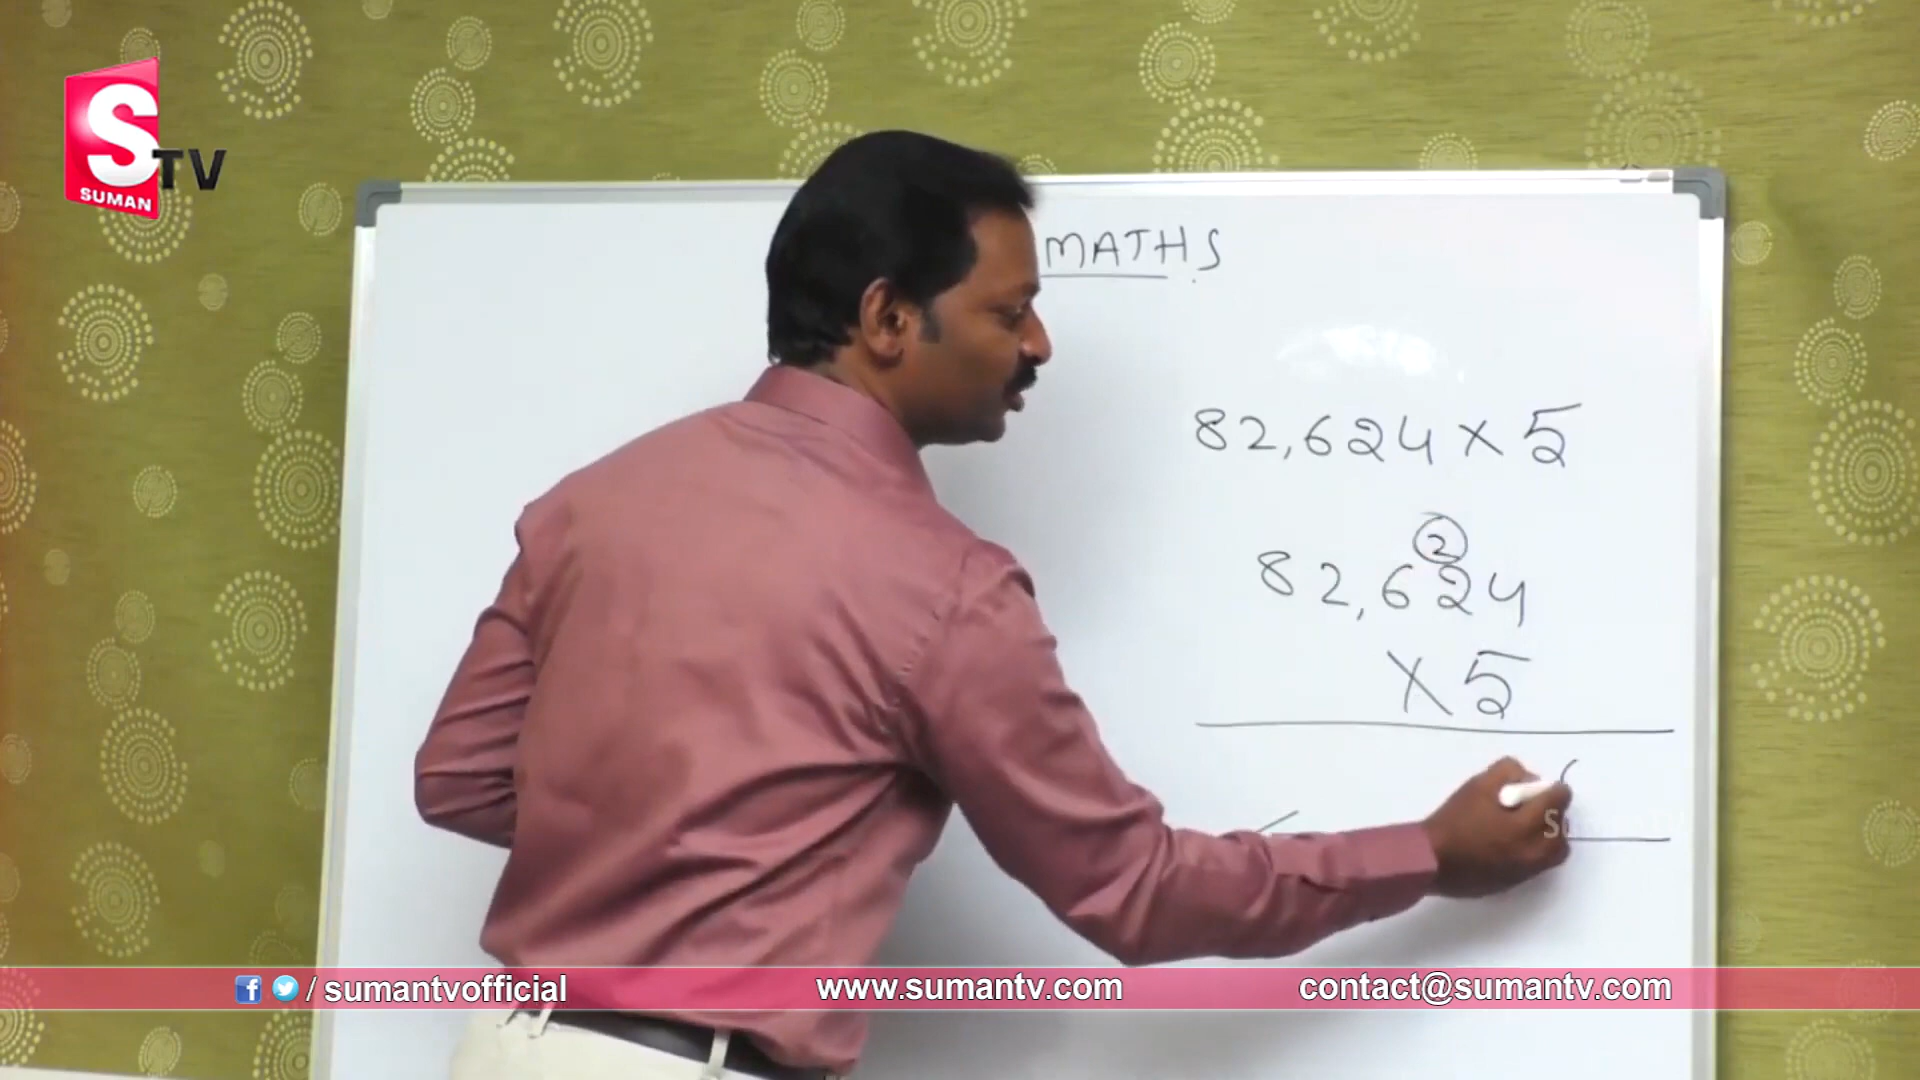 S
TV
SUMAN
MATHS
82,624 × 5
2
82,624
× 5
/ sumantvofficial
www.sumantv.com
contact@sumantv.com